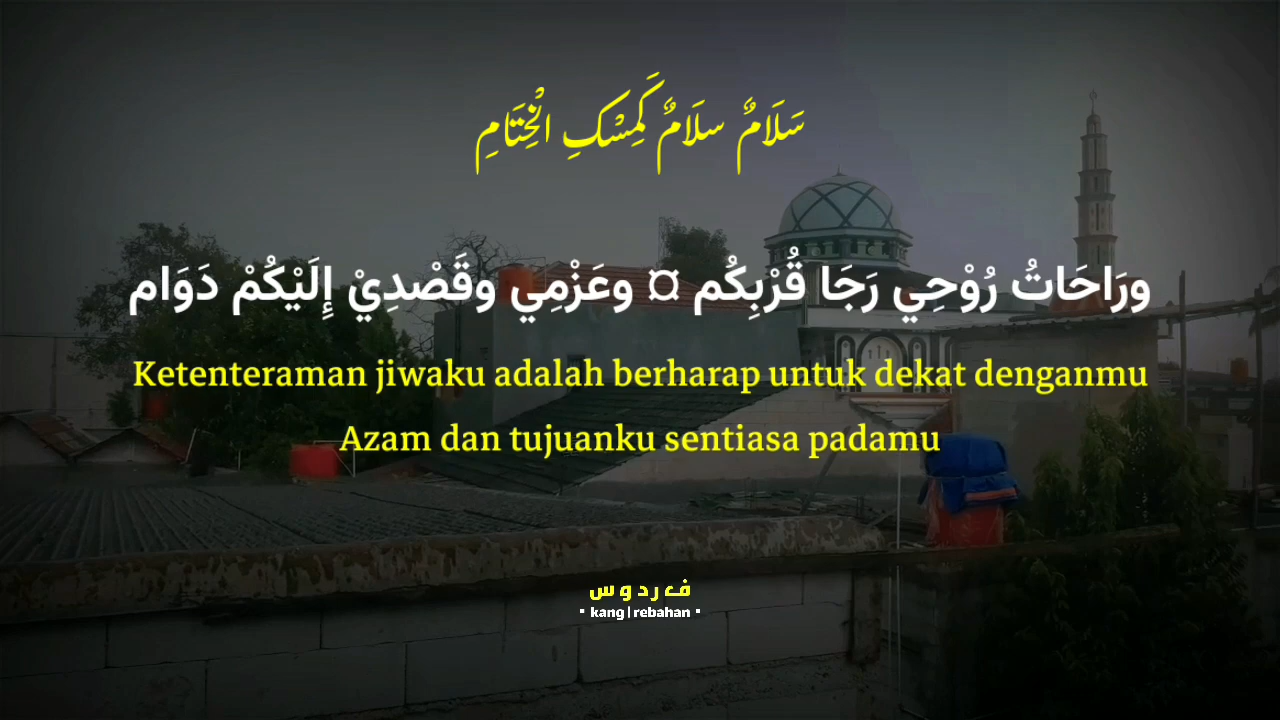 سَلَامٌ سلَامٌ كَمِسْكِ الْخِتَامِ
ورَاحَاتُ رُوْحِي رَجَا قُرْبِكُم ¤ وعَزْمِي وقَصْدِيْ إِلَيْكُمْ دَوَام
Ketenteraman jiwaku adalah berharap untuk dekat denganmu
Azam dan tujuanku sentiasa padamu
ف ر د و س
· kang|rebahan ·